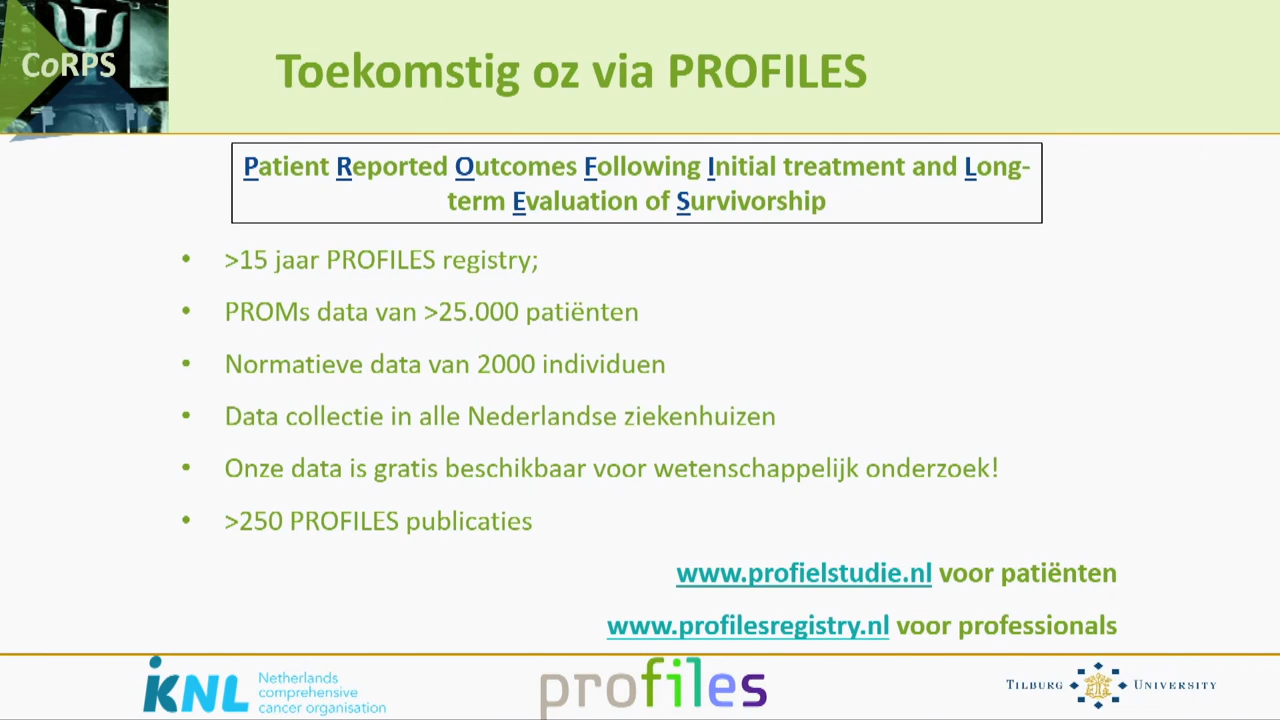 CoRPS
Toekomstig oz via PROFILES
Patient Reported Outcomes Following Initial treatment and Long-
term Evaluation of Survivorship
• >15 jaar PROFILES registry;
• PROMs data van >25.000 patiënten
• Normatieve data van 2000 individuen
• Data collectie in alle Nederlandse ziekenhuizen
• Onze data is gratis beschikbaar voor wetenschappelijk onderzoek!
• >250 PROFILES publicaties
www.profielstudie.nl voor patiënten
www.profilesregistry.nl voor professionals
iKNL Netherlands
comprehensive
cancer organisation
profiles
TILBURG UNIVERSITY